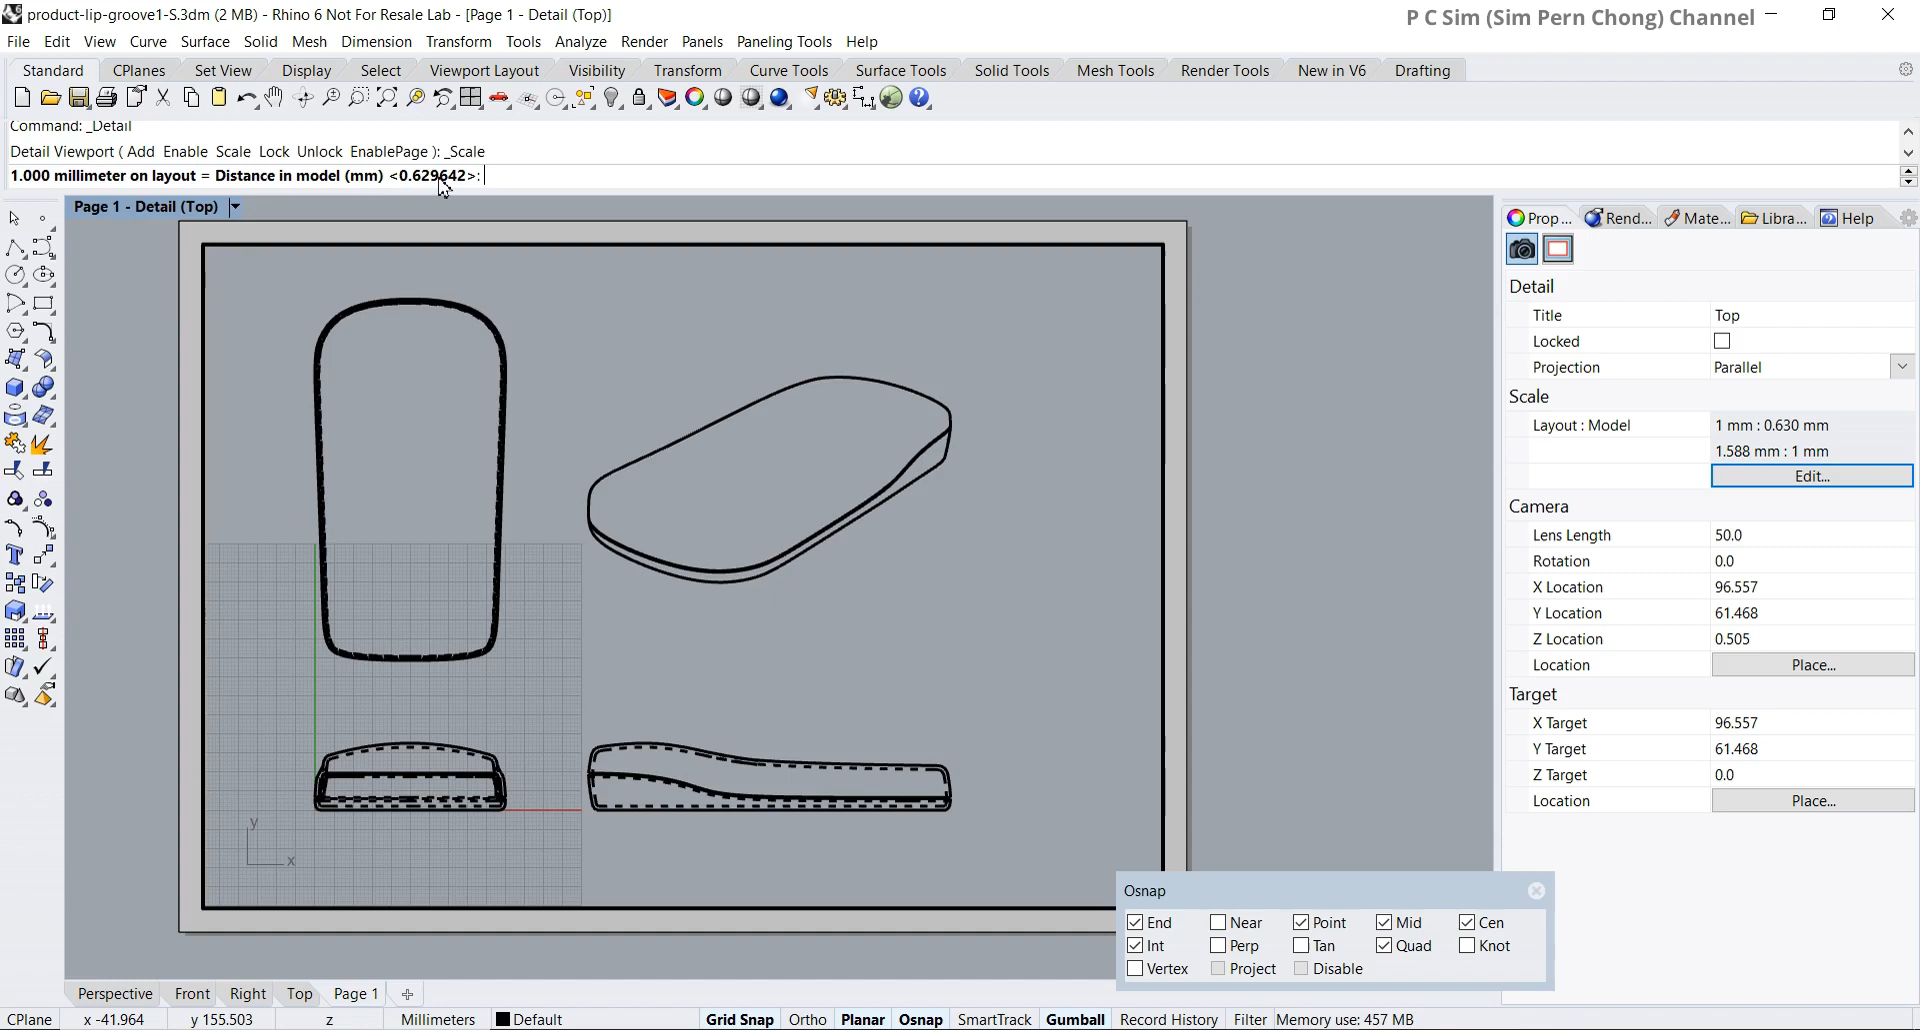 product-lip-groove1-S.3dm (2 MB) - Rhino 6 Not For Resale Lab - [Page 1 - Detail (Top)]
P C Sim (Sim Pern Chong) Channel
File Edit View Curve Surface Solid Mesh Dimension Transform Tools Analyze Render Panels Paneling Tools Help
Standard CPlanes Set View Display Select Viewport Layout Visibility Transform Curve Tools Surface Tools Solid Tools Mesh Tools Render Tools New in V6 Drafting
Command: _Detail
Detail Viewport ( Add Enable Scale Lock Unlock EnablePage ): _Scale
1.000 millimeter on layout = Distance in model (mm) <0.629642>:
Page 1 - Detail (Top)
Prop... Rend... Mate... Libra... Help
Detail
Title Top
Locked
Projection Parallel
Scale
Layout : Model 1 mm : 0.630 mm
1.588 mm : 1 mm
Edit...
Camera
Lens Length 50.0
Rotation 0.0
X Location 96.557
Y Location 61.468
Z Location 0.505
Location Place...
Target
X Target 96.557
Y Target 61.468
Z Target 0.0
Location Place...
y
x
Osnap
End Near Point Mid Cen
Int Perp Tan Quad Knot
Vertex Project Disable
Perspective Front Right Top Page 1
CPlane x -41.964 y 155.503 z Millimeters Default Grid Snap Ortho Planar Osnap SmartTrack Gumball Record History Filter Memory use: 457 MB